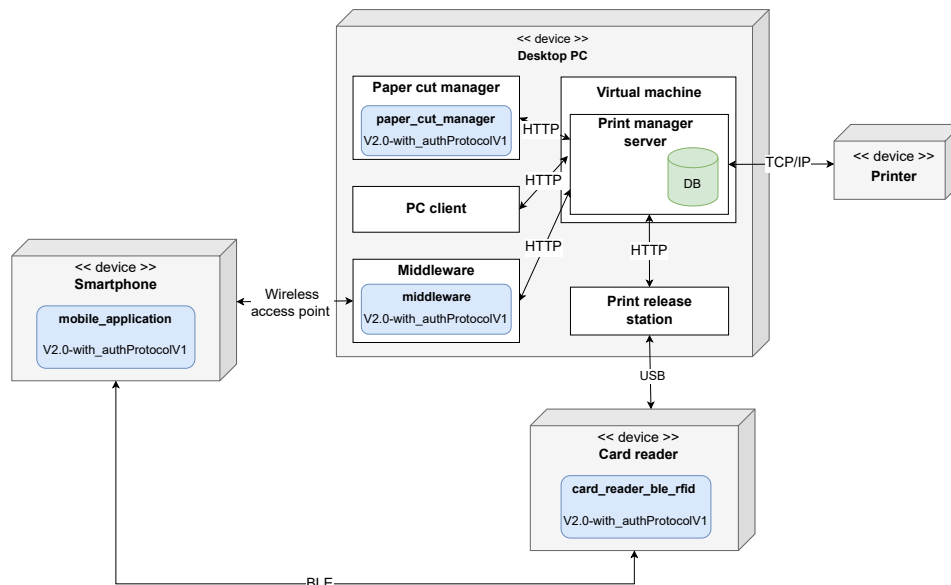 << device >>
Desktop PC
Paper cut manager
paper_cut_manager
V2.0-with_authProtocolV1
HTTP
Virtual machine
Print manager
server
DB
TCP/IP
<< device >>
Printer
HTTP
PC client
HTTP
HTTP
Middleware
middleware
V2.0-with_authProtocolV1
Print release
station
<< device >>
Smartphone
mobile_application
V2.0-with_authProtocolV1
Wireless
access point
USB
<< device >>
Card reader
card_reader_ble_rfid
V2.0-with_authProtocolV1
BLE